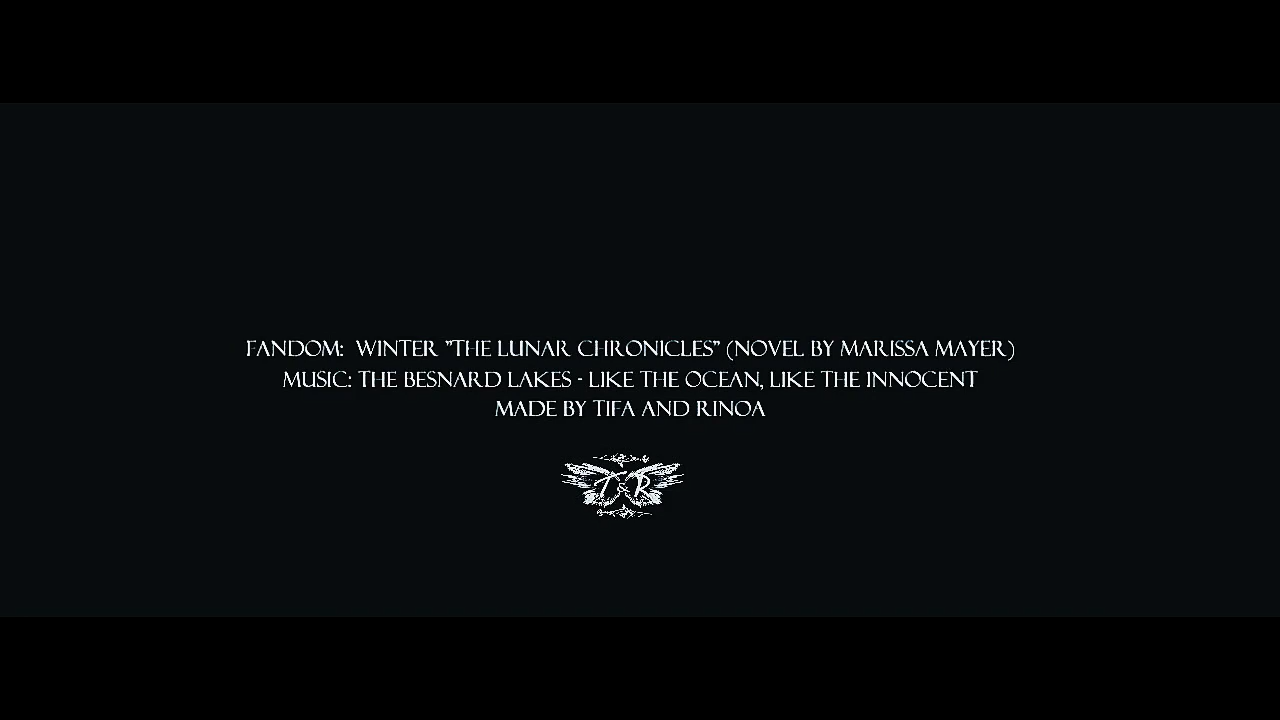 FANDOM: WINTER "THE LUNAR CHRONICLES" (NOVEL BY MARISSA MAYER)
MUSIC: THE BESNARD LAKES - LIKE THE OCEAN, LIKE THE INNOCENT
MADE BY TIFA AND RINOA
T&R